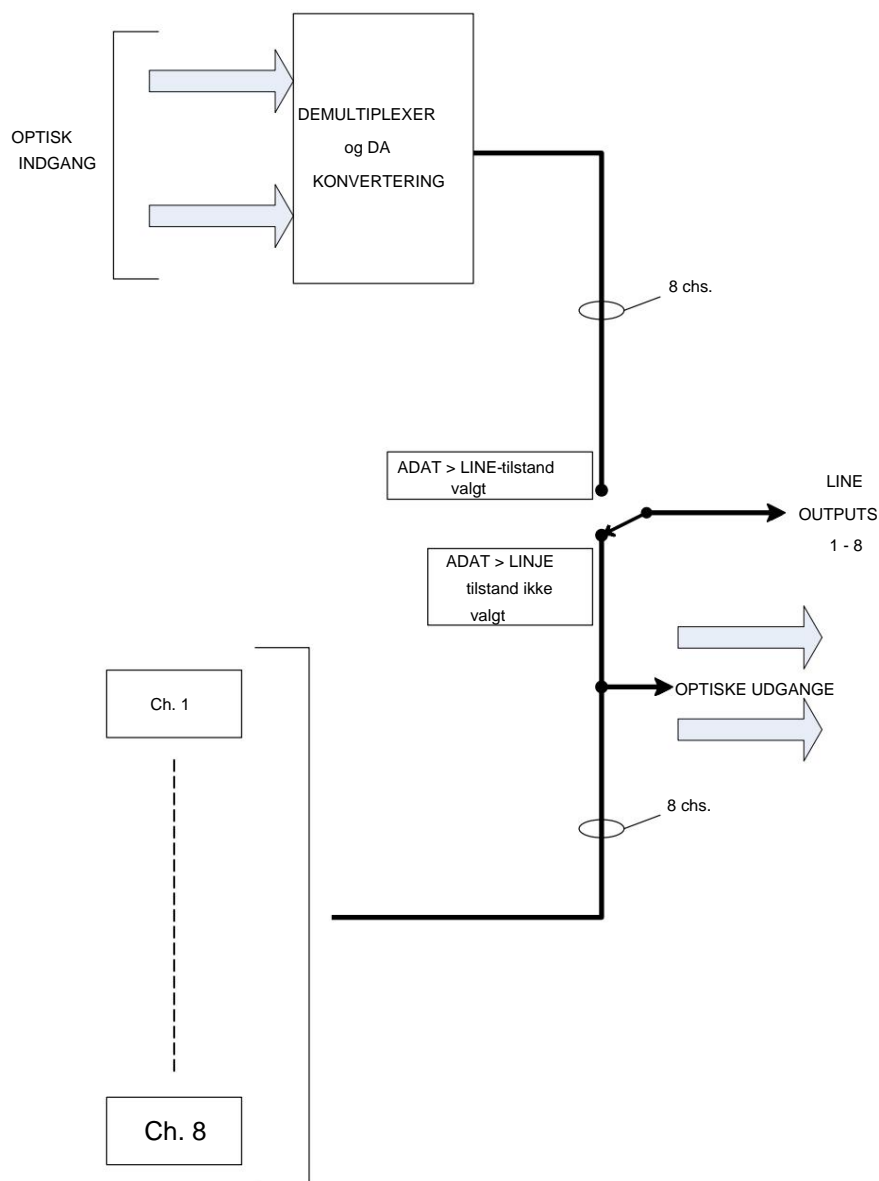 OPTISK
INDGANG
DEMULTIPLEXER
og DA
KONVERTERING
8 chs.
ADAT > LINE-tilstand
valgt
LINE
OUTPUTS
1 - 8
ADAT > LINJE
tilstand ikke
valgt
OPTISKE UDGANGE
Ch. 1
8 chs.
Ch. 8